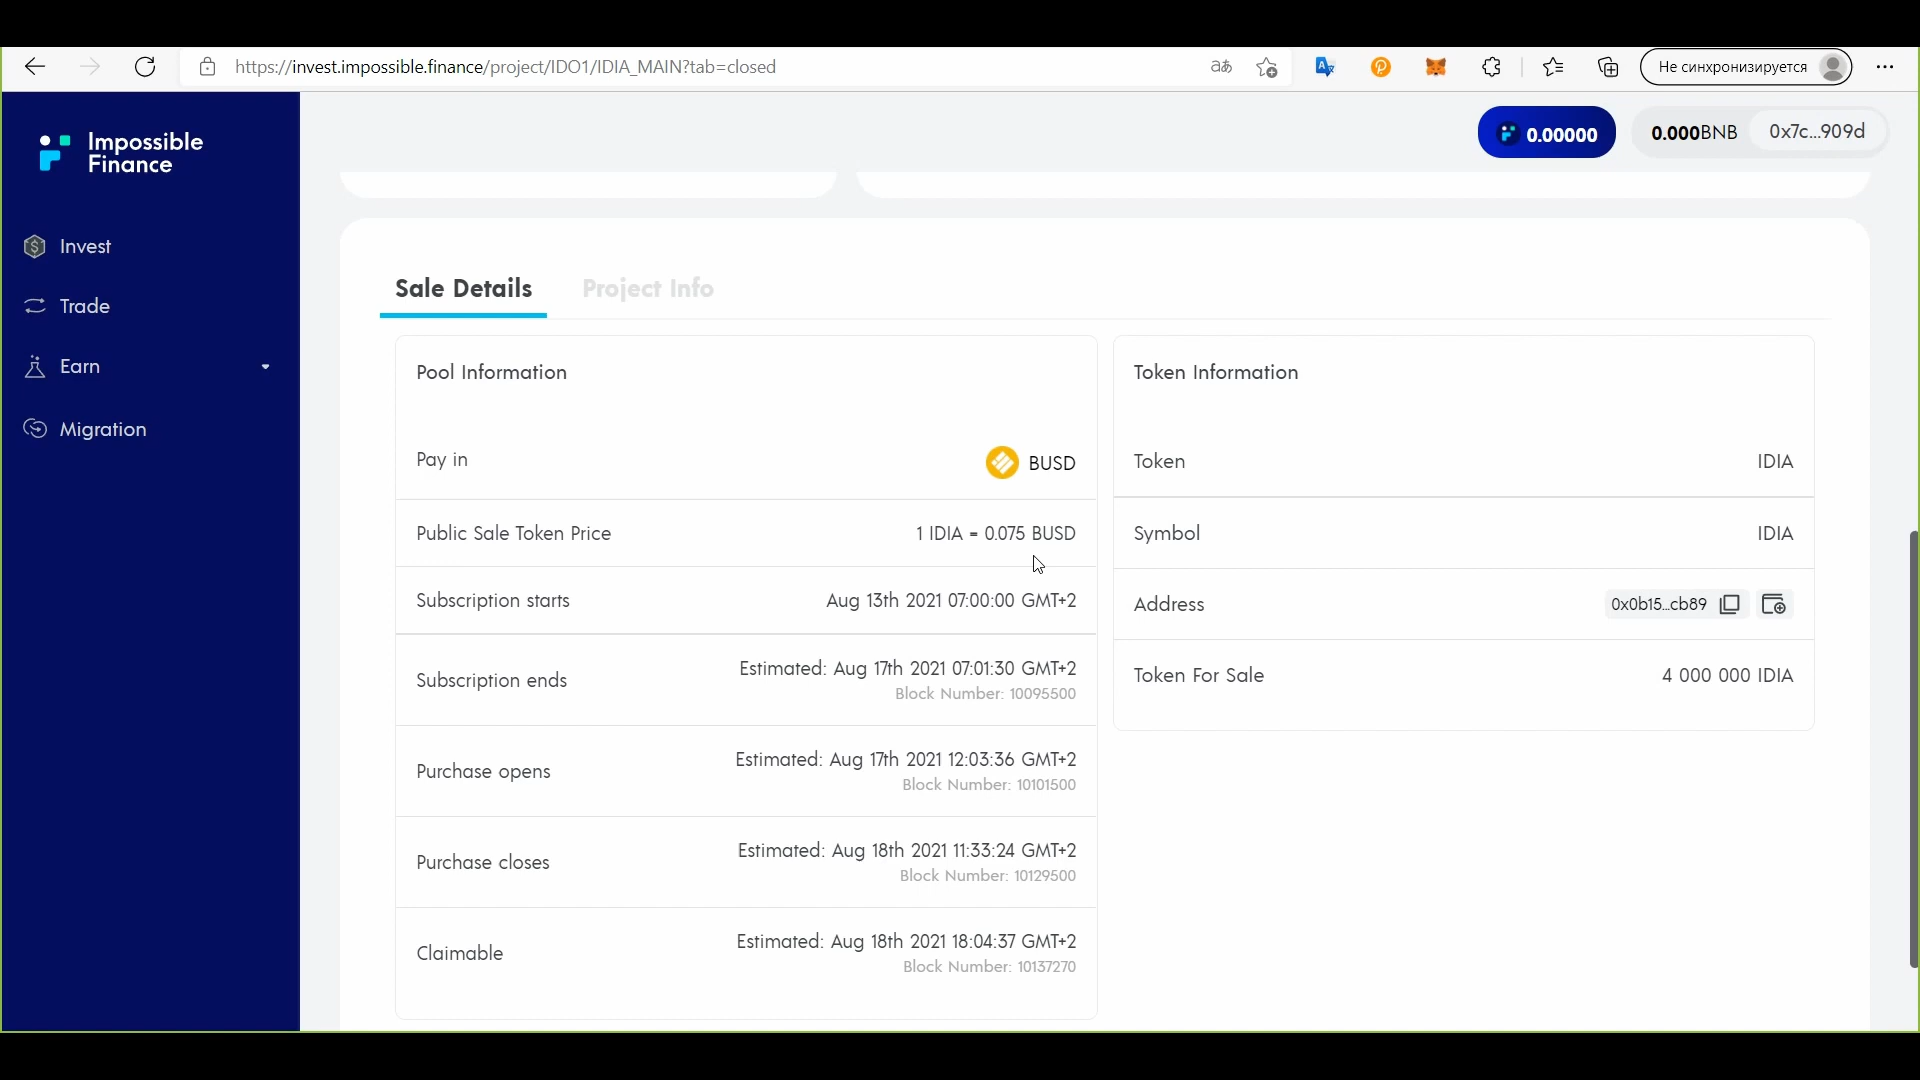 https://invest.impossible.finance/project/IDO1/IDIA_MAIN?tab=closed
Не синхронизируется
Impossible
Finance
0.00000
0.000BNB
0x7c...909d
Invest
Trade
Earn
Migration
Sale Details
Project Info
Pool Information
Pay in
BUSD
Public Sale Token Price
1 IDIA = 0.075 BUSD
Subscription starts
Aug 13th 2021 07:00:00 GMT+2
Subscription ends
Estimated: Aug 17th 2021 07:01:30 GMT+2
Block Number: 10095500
Purchase opens
Estimated: Aug 17th 2021 12:03:36 GMT+2
Block Number: 10101500
Purchase closes
Estimated: Aug 18th 2021 11:33:24 GMT+2
Block Number: 10129500
Claimable
Estimated: Aug 18th 2021 18:04:37 GMT+2
Block Number: 10137270
Token Information
Token
IDIA
Symbol
IDIA
Address
0x0b15...cb89
Token For Sale
4 000 000 IDIA